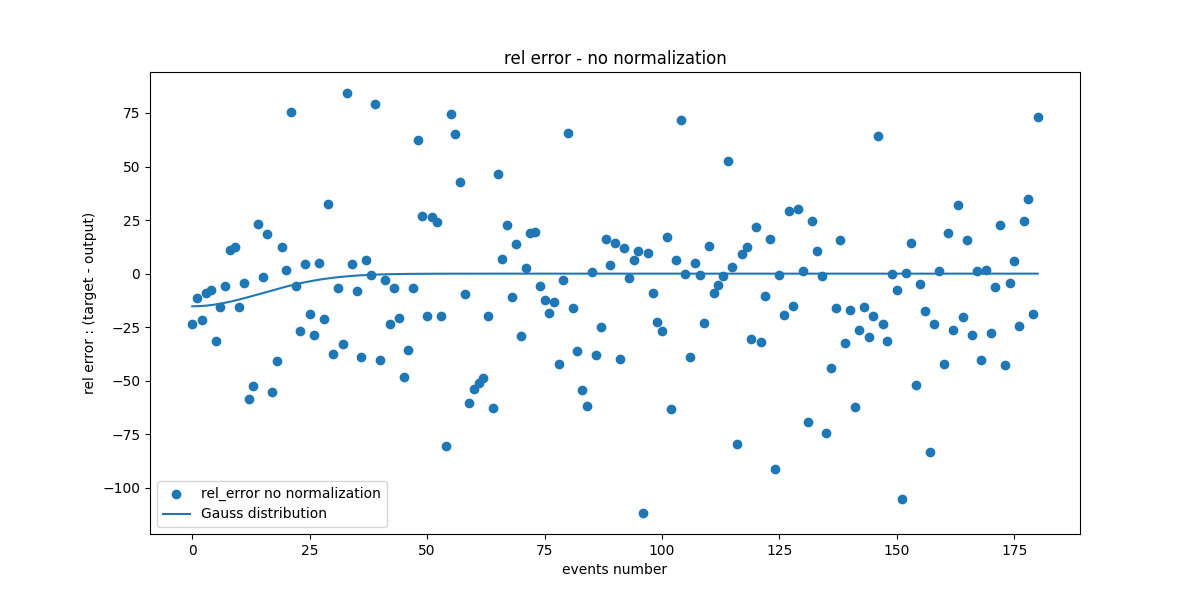 rel error - no normalization
rel error : (target - output)
75
50
25
0
−25
−50
−75
−100
rel_error no normalization
Gauss distribution
0 25 50 75 100 125 150 175
events number